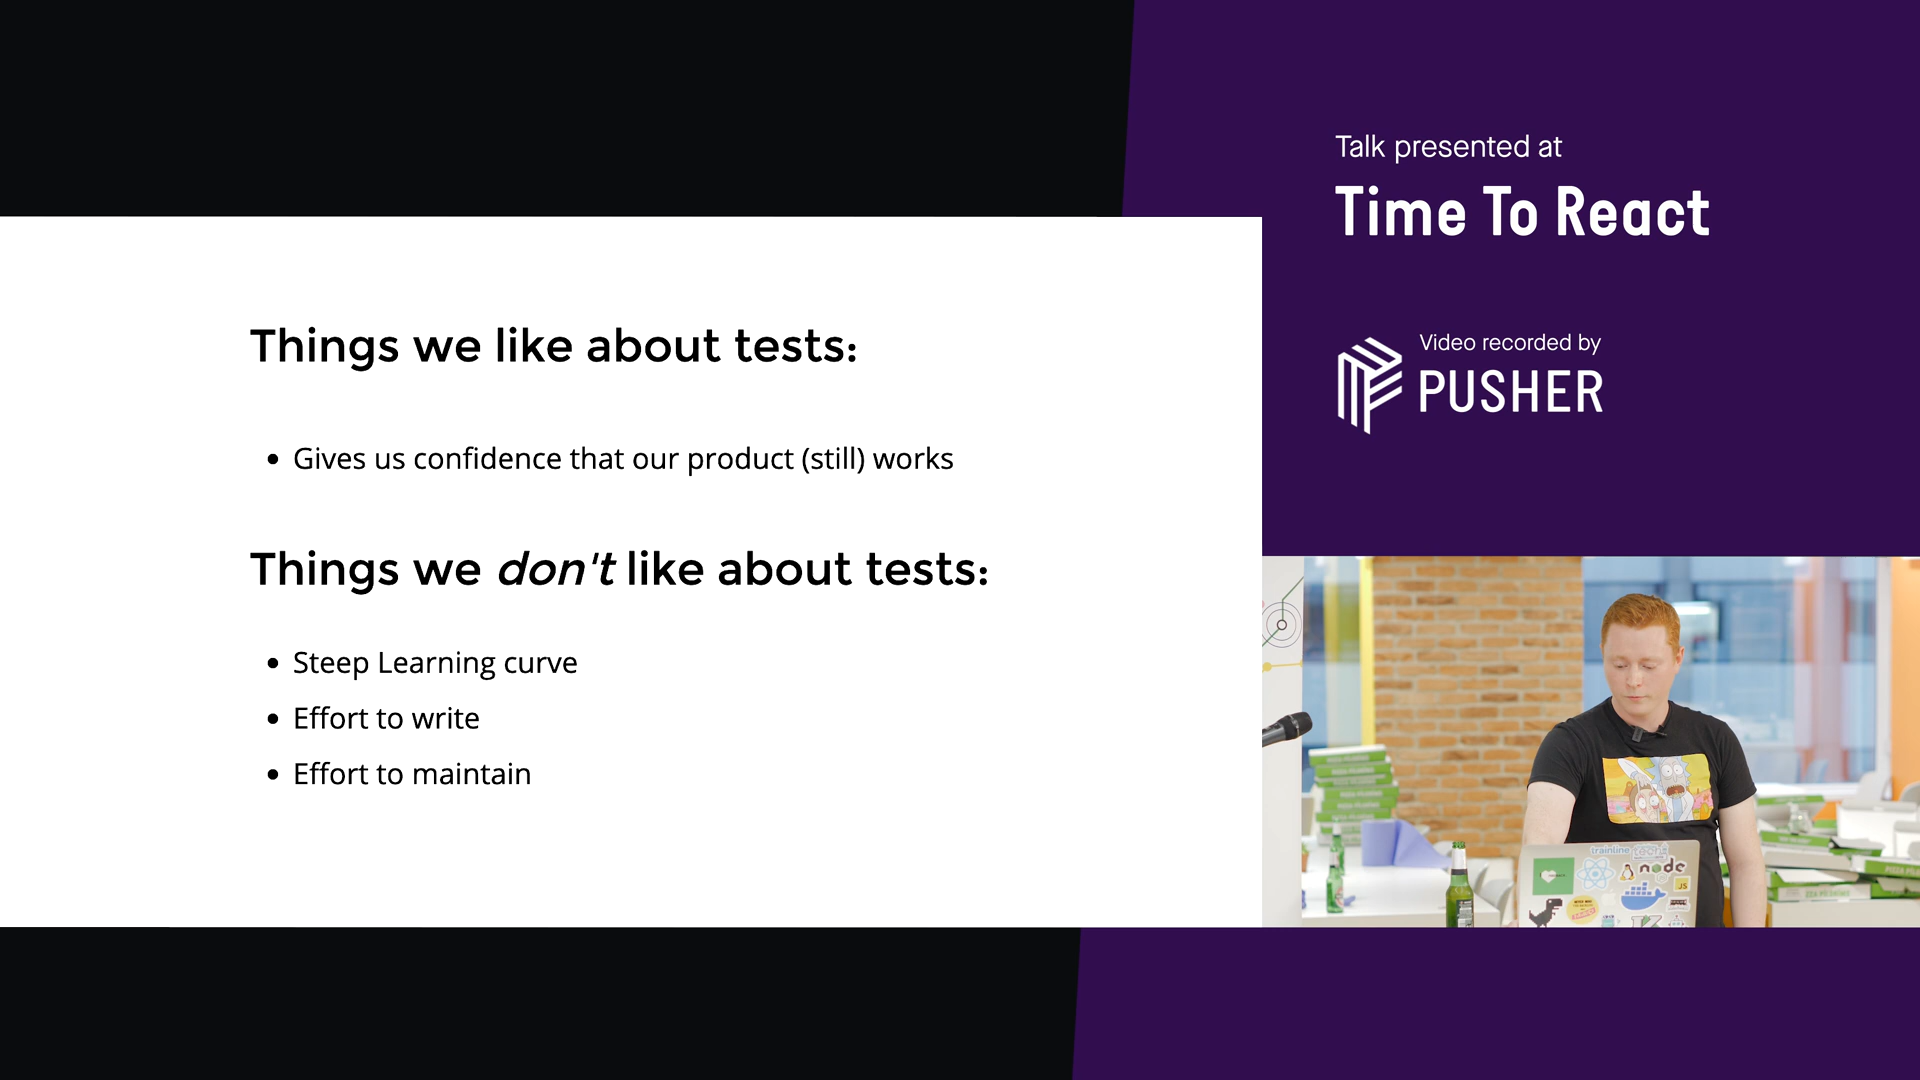 Talk presented at
Time To React
Video recorded by
PUSHER
Things we like about tests:
Gives us confidence that our product (still) works
Things we don't like about tests:
Steep Learning curve
Effort to write
Effort to maintain
trainline
node
JS